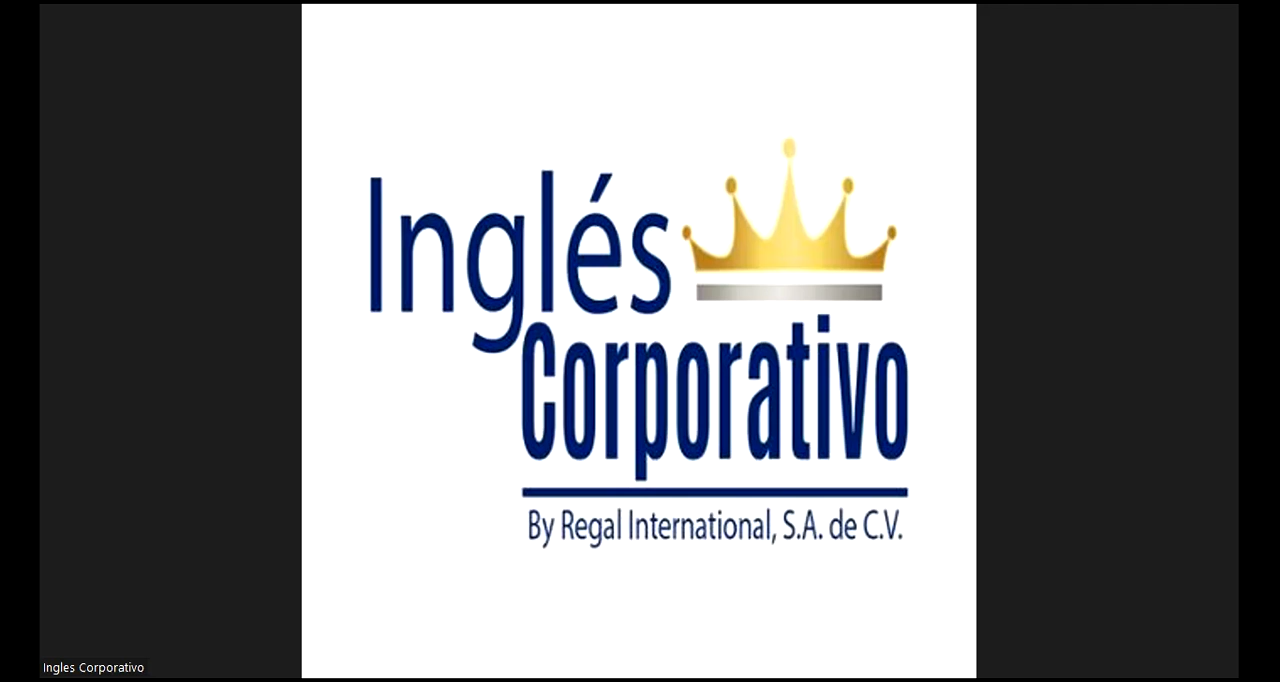 Inglés
Corporativo
By Regal International, S.A. de C.V.
Ingles Corporativo